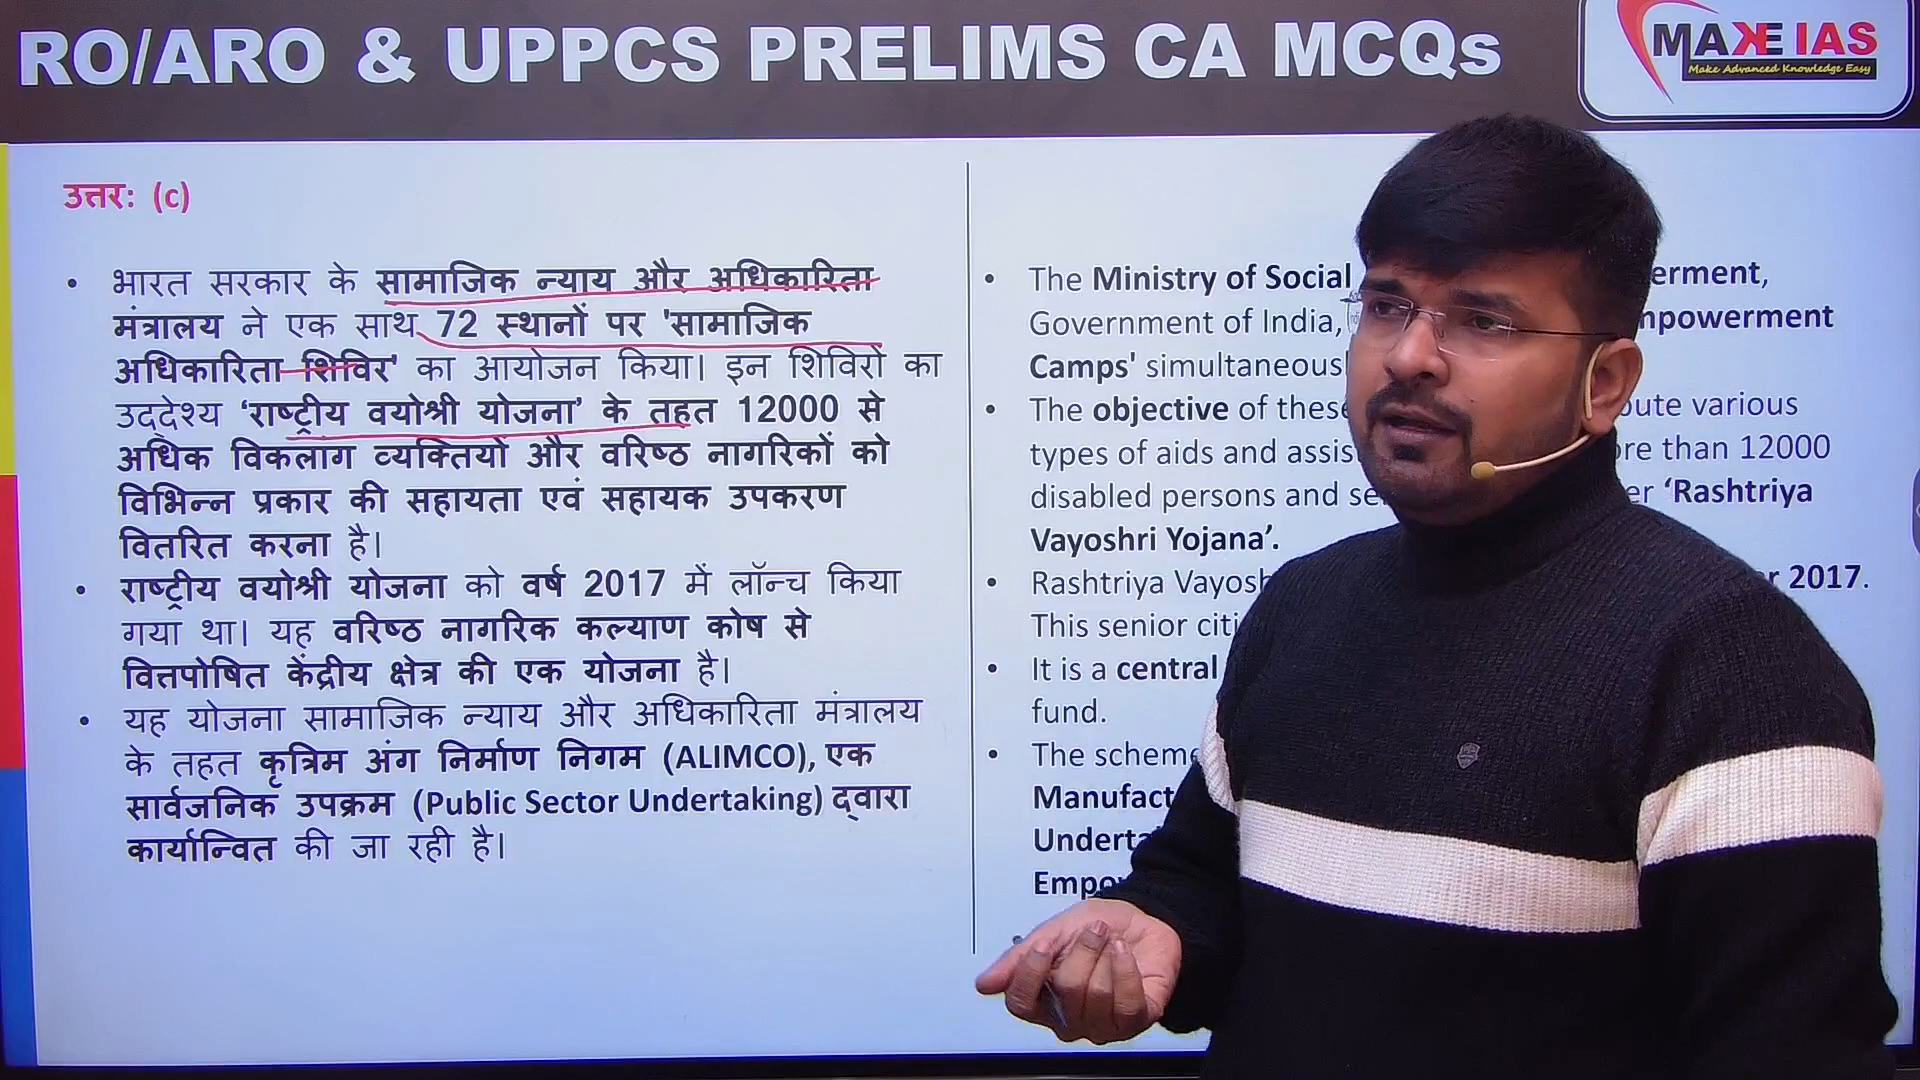 RO/ARO & UPPCS PRELIMS CA MCQs
MAKE IAS
Make Advanced Knowledge Easy
उत्तरः (c)
• भारत सरकार के सामाजिक न्याय और अधिकारिता
मंत्रालय ने एक साथ 72 स्थानों पर 'सामाजिक
अधिकारिता शिविर' का आयोजन किया। इन शिविरों का
उद्देश्य ‘राष्ट्रीय वयोश्री योजना’ के तहत 12000 से
अधिक विकलांग व्यक्तियों और वरिष्ठ नागरिकों को
विभिन्न प्रकार की सहायता एवं सहायक उपकरण
वितरित करना है।
• राष्ट्रीय वयोश्री योजना को वर्ष 2017 में लॉन्च किया
गया था। यह वरिष्ठ नागरिक कल्याण कोष से
वित्तपोषित केंद्रीय क्षेत्र की एक योजना है।
• यह योजना सामाजिक न्याय और अधिकारिता मंत्रालय
के तहत कृत्रिम अंग निर्माण निगम (ALIMCO), एक
सार्वजनिक उपक्रम (Public Sector Undertaking) द्वारा
कार्यान्वित की जा रही है।
• The Ministry of Social erment,
Government of India, mpowerment
Camps' simultaneous
• The objective of these bute various
types of aids and assis re than 12000
disabled persons and se er ‘Rashtriya
Vayoshri Yojana’.
• Rashtriya Vayosh r 2017.
This senior citi
• It is a central
fund.
• The scheme
Manufact
Underta
Empo